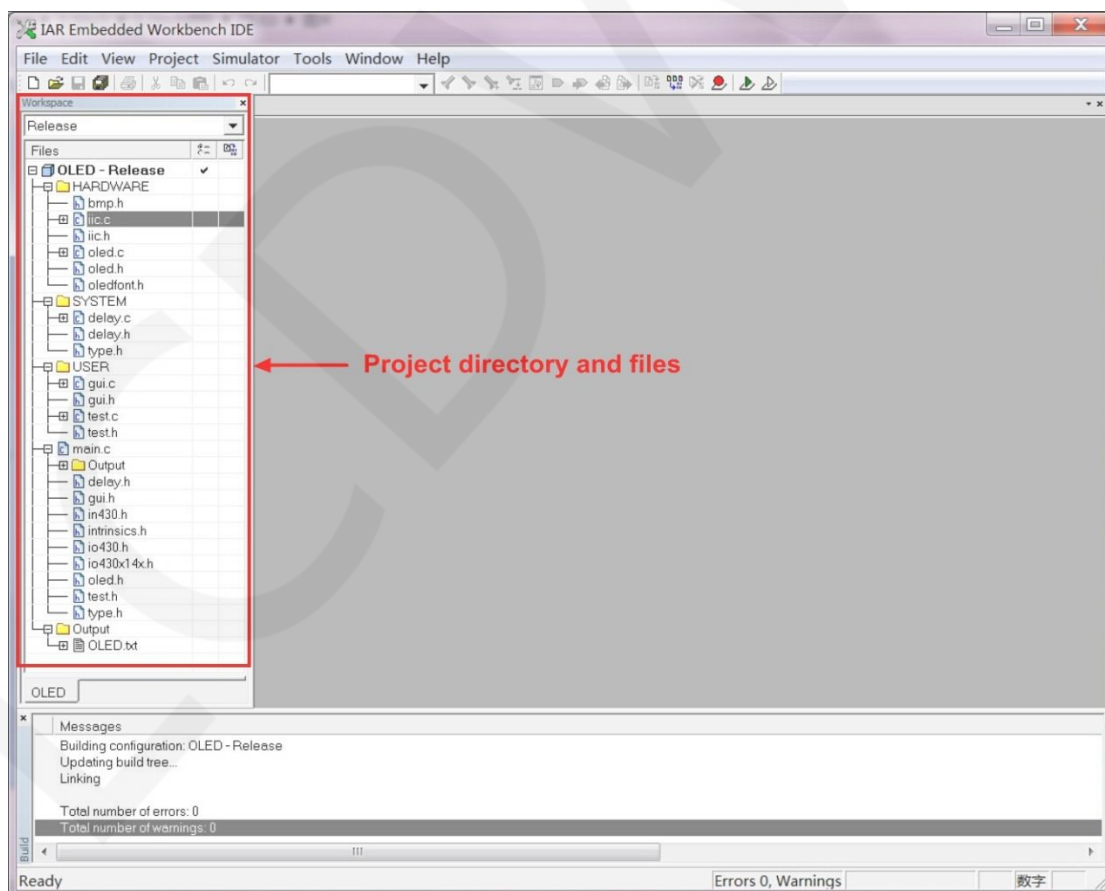 IAR Embedded Workbench IDE
File Edit View Project Simulator Tools Window Help
Workspace
Release
Files
OLED - Release
HARDWARE
bmp.h
iic.c
iic.h
oled.c
oled.h
oledfont.h
SYSTEM
delay.c
delay.h
type.h
USER
gui.c
gui.h
test.c
test.h
main.c
Output
delay.h
gui.h
in430.h
intrinsics.h
io430.h
io430x14x.h
oled.h
test.h
type.h
Output
OLED.txt
Project directory and files
OLED
Messages
Building configuration: OLED - Release
Updating build tree...
Linking
Total number of errors: 0
Total number of warnings: 0
Build
Ready
Errors 0, Warnings
数字